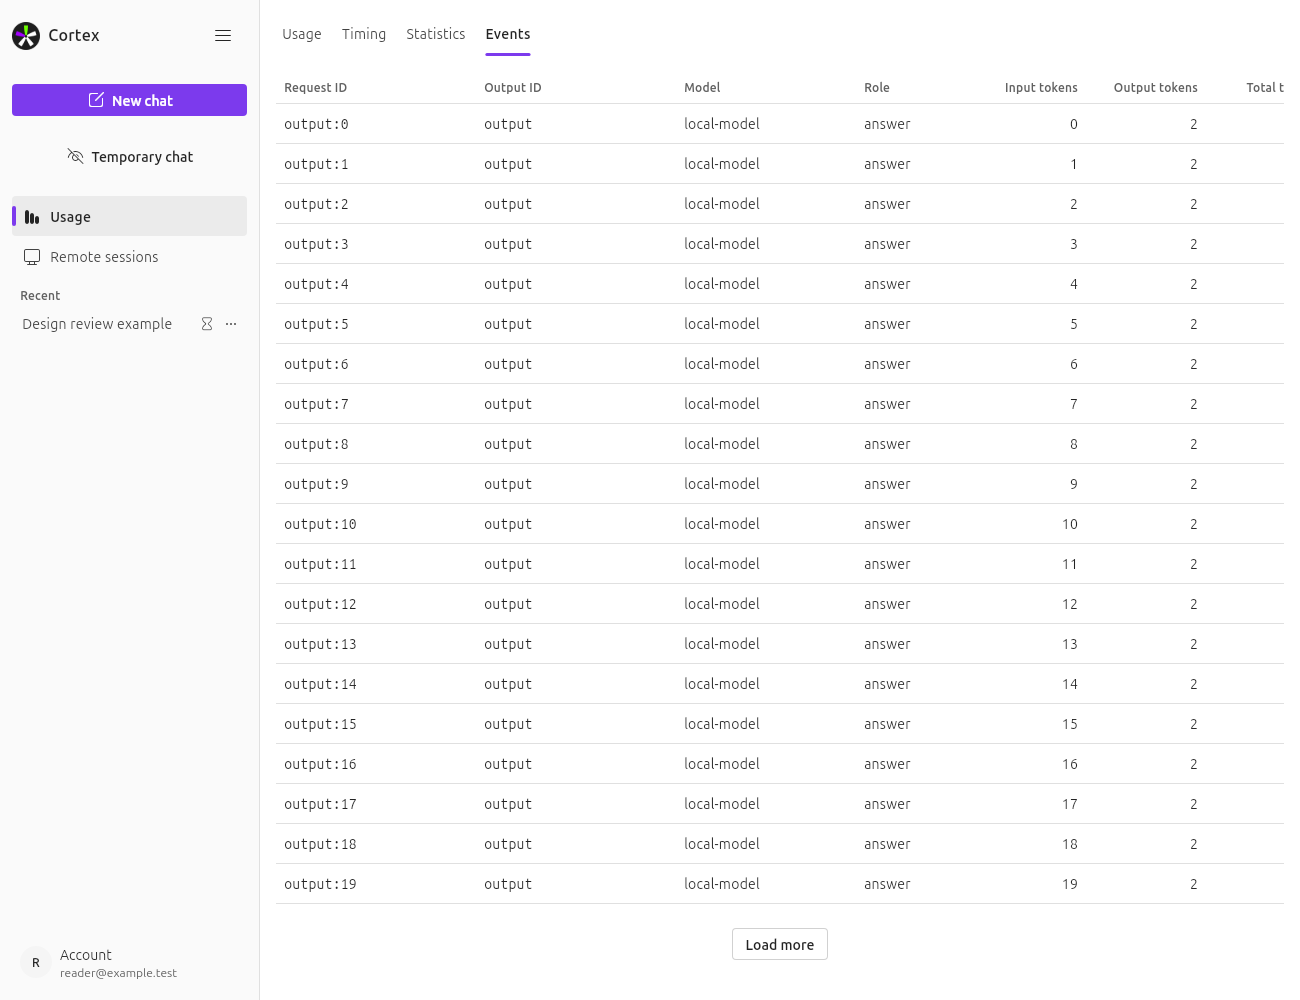 Cortex
New chat
Temporary chat
Usage
Remote sessions
Recent
Design review example
Account
R
reader@example.test
Usage Timing Statistics Events
Request ID Output ID Model Role Input tokens Output tokens Total t
output:0 output local-model answer 0 2
output:1 output local-model answer 1 2
output:2 output local-model answer 2 2
output:3 output local-model answer 3 2
output:4 output local-model answer 4 2
output:5 output local-model answer 5 2
output:6 output local-model answer 6 2
output:7 output local-model answer 7 2
output:8 output local-model answer 8 2
output:9 output local-model answer 9 2
output:10 output local-model answer 10 2
output:11 output local-model answer 11 2
output:12 output local-model answer 12 2
output:13 output local-model answer 13 2
output:14 output local-model answer 14 2
output:15 output local-model answer 15 2
output:16 output local-model answer 16 2
output:17 output local-model answer 17 2
output:18 output local-model answer 18 2
output:19 output local-model answer 19 2
Load more